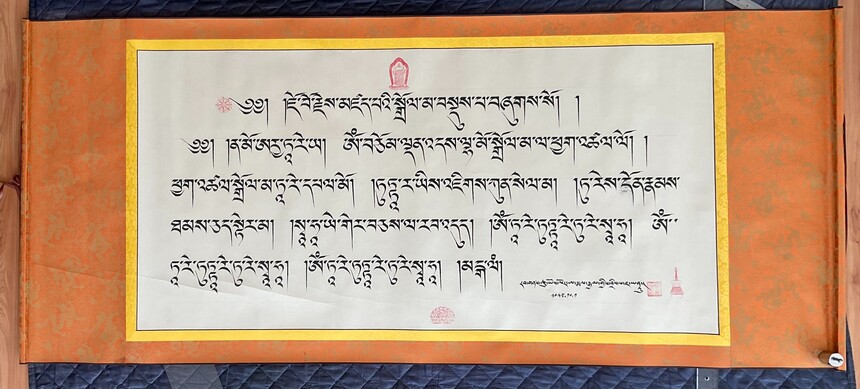 ༄༅། །ཇོ་བོ་རྗེས་མཛད་པའི་སྒྲོལ་མ་བསྡུས་པ་བཞུགས་སོ། །
༄༅། །ན་མོ་ཨརྱ་ཏཱ་རེ་ཡ། ཨོཾ་བཅོམ་ལྡན་འདས་ལྷ་མོ་སྒྲོལ་མ་ལ་ཕྱག་འཚལ་ལོ། །
ཕྱག་འཚལ་སྒྲོལ་མ་ཏཱ་རེ་དཔལ་མོ། །ཏུཏྟཱ་ར་ཡིས་འཇིགས་ཀུན་སེལ་མ། །ཏུ་རེས་དོན་རྣམས་
ཐམས་ཅད་སྟེར་མ། །སྭཱ་ཧཱ་ཡི་གེར་བཅས་ལ་རབ་འདུད། །ཨོཾ་ཏཱ་རེ་ཏུཏྟཱ་རེ་ཏུ་རེ་སྭཱ་ཧཱ། ཨོཾ་
ཏཱ་རེ་ཏུཏྟཱ་རེ་ཏུ་རེ་སྭཱ་ཧཱ། །ཨོཾ་ཏཱ་རེ་ཏུཏྟཱ་རེ་ཏུ་རེ་སྭཱ་ཧཱ། །མངྒ་ལཾ།